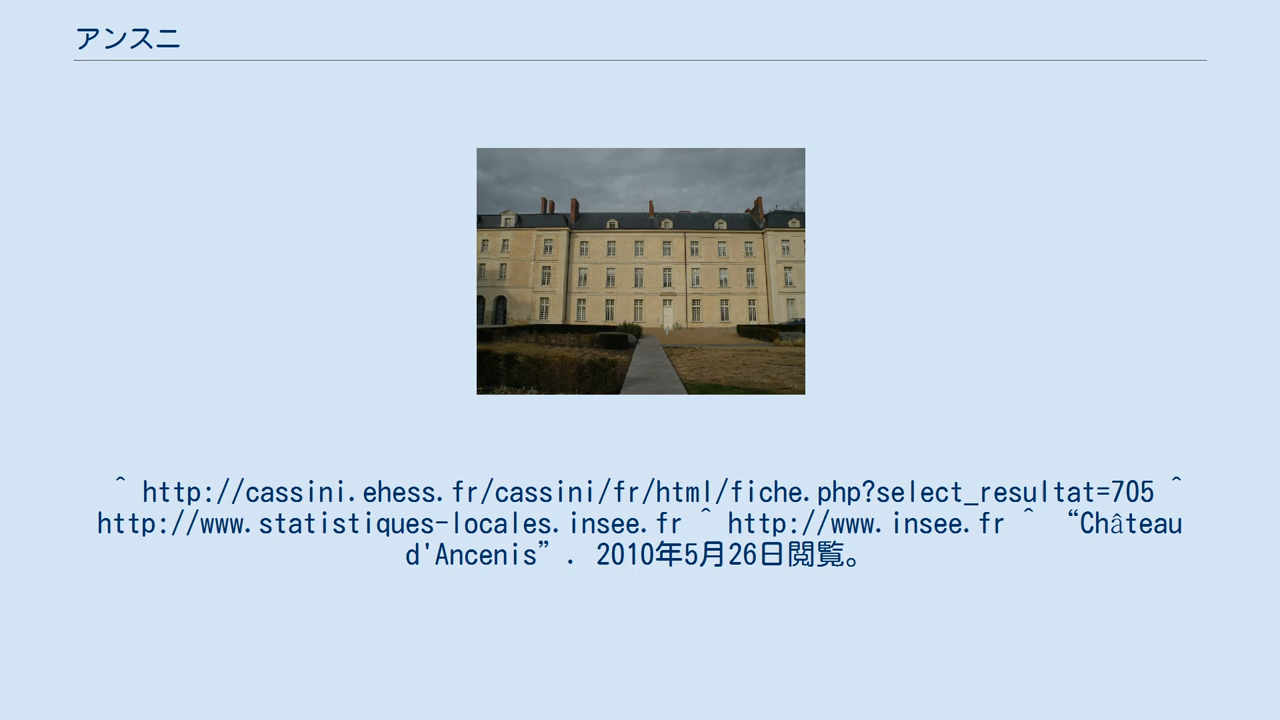 アンスニ
^ http://cassini.ehess.fr/cassini/fr/html/fiche.php?select_resultat=705 ^
http://www.statistiques-locales.insee.fr ^ http://www.insee.fr ^ “Château
d'Ancenis”. 2010年5月26日閲覧。